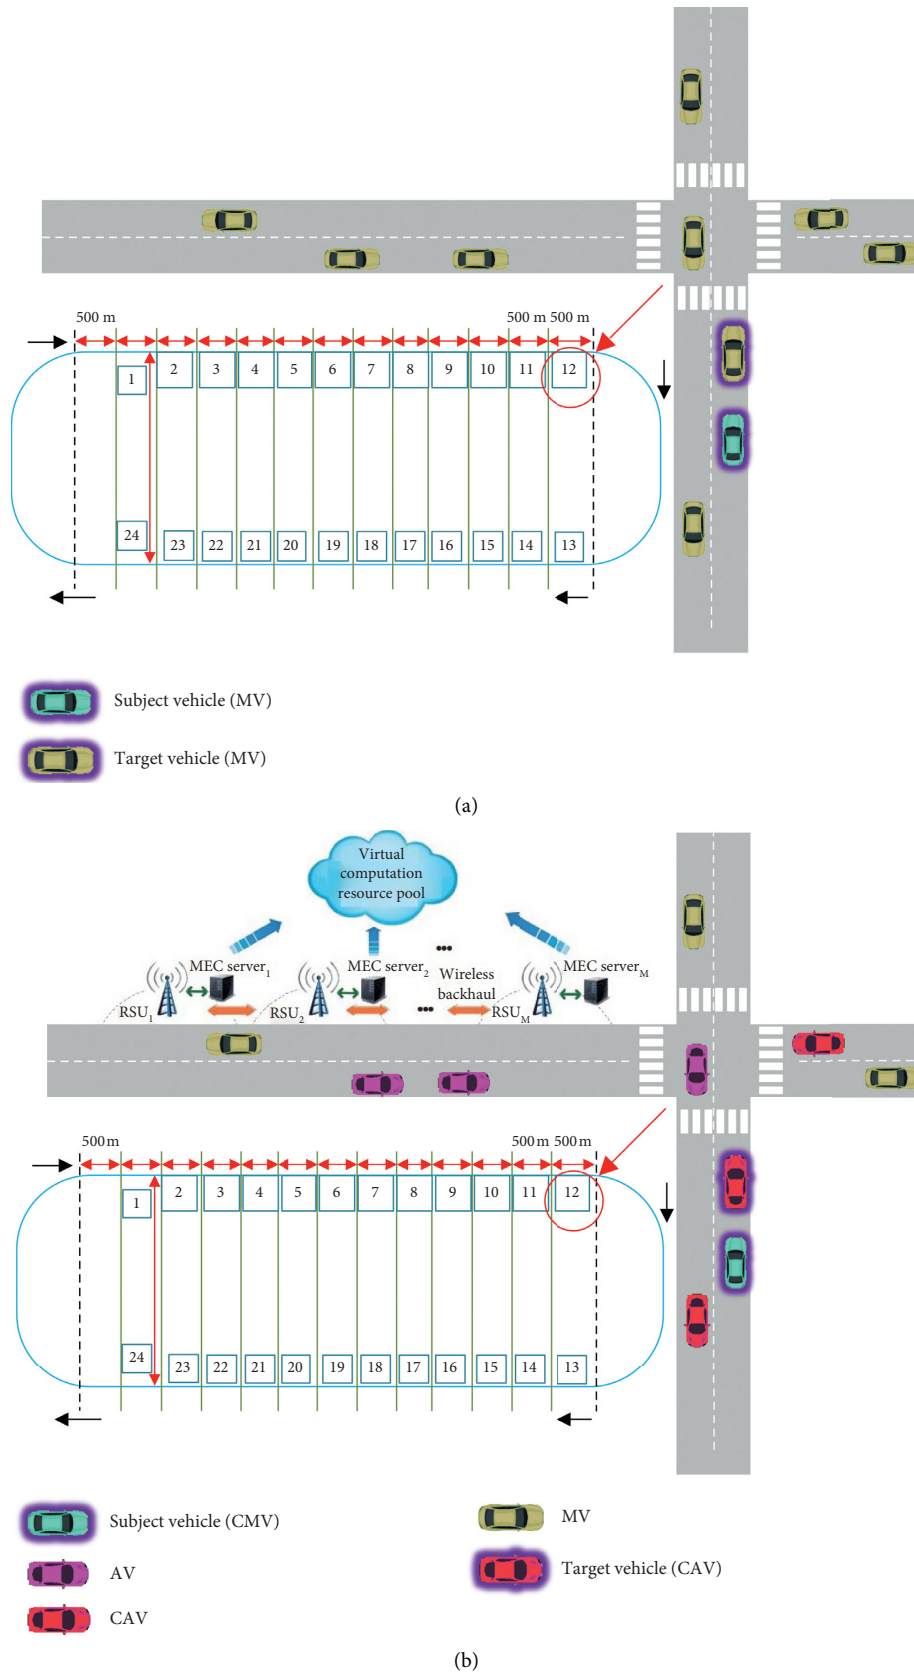 500 m
500 m 500 m
1 2 3 4 5 6 7 8 9 10 11 12
24 23 22 21 20 19 18 17 16 15 14 13
Subject vehicle (MV)
Target vehicle (MV)
(a)
Virtual
computation
resource pool
MEC server1
MEC server2
Wireless
backhaul
MEC serverM
RSU1
RSU2
RSUM
500 m
500 m 500 m
1 2 3 4 5 6 7 8 9 10 11 12
24 23 22 21 20 19 18 17 16 15 14 13
Subject vehicle (CMV)
MV
AV
Target vehicle (CAV)
CAV
(b)